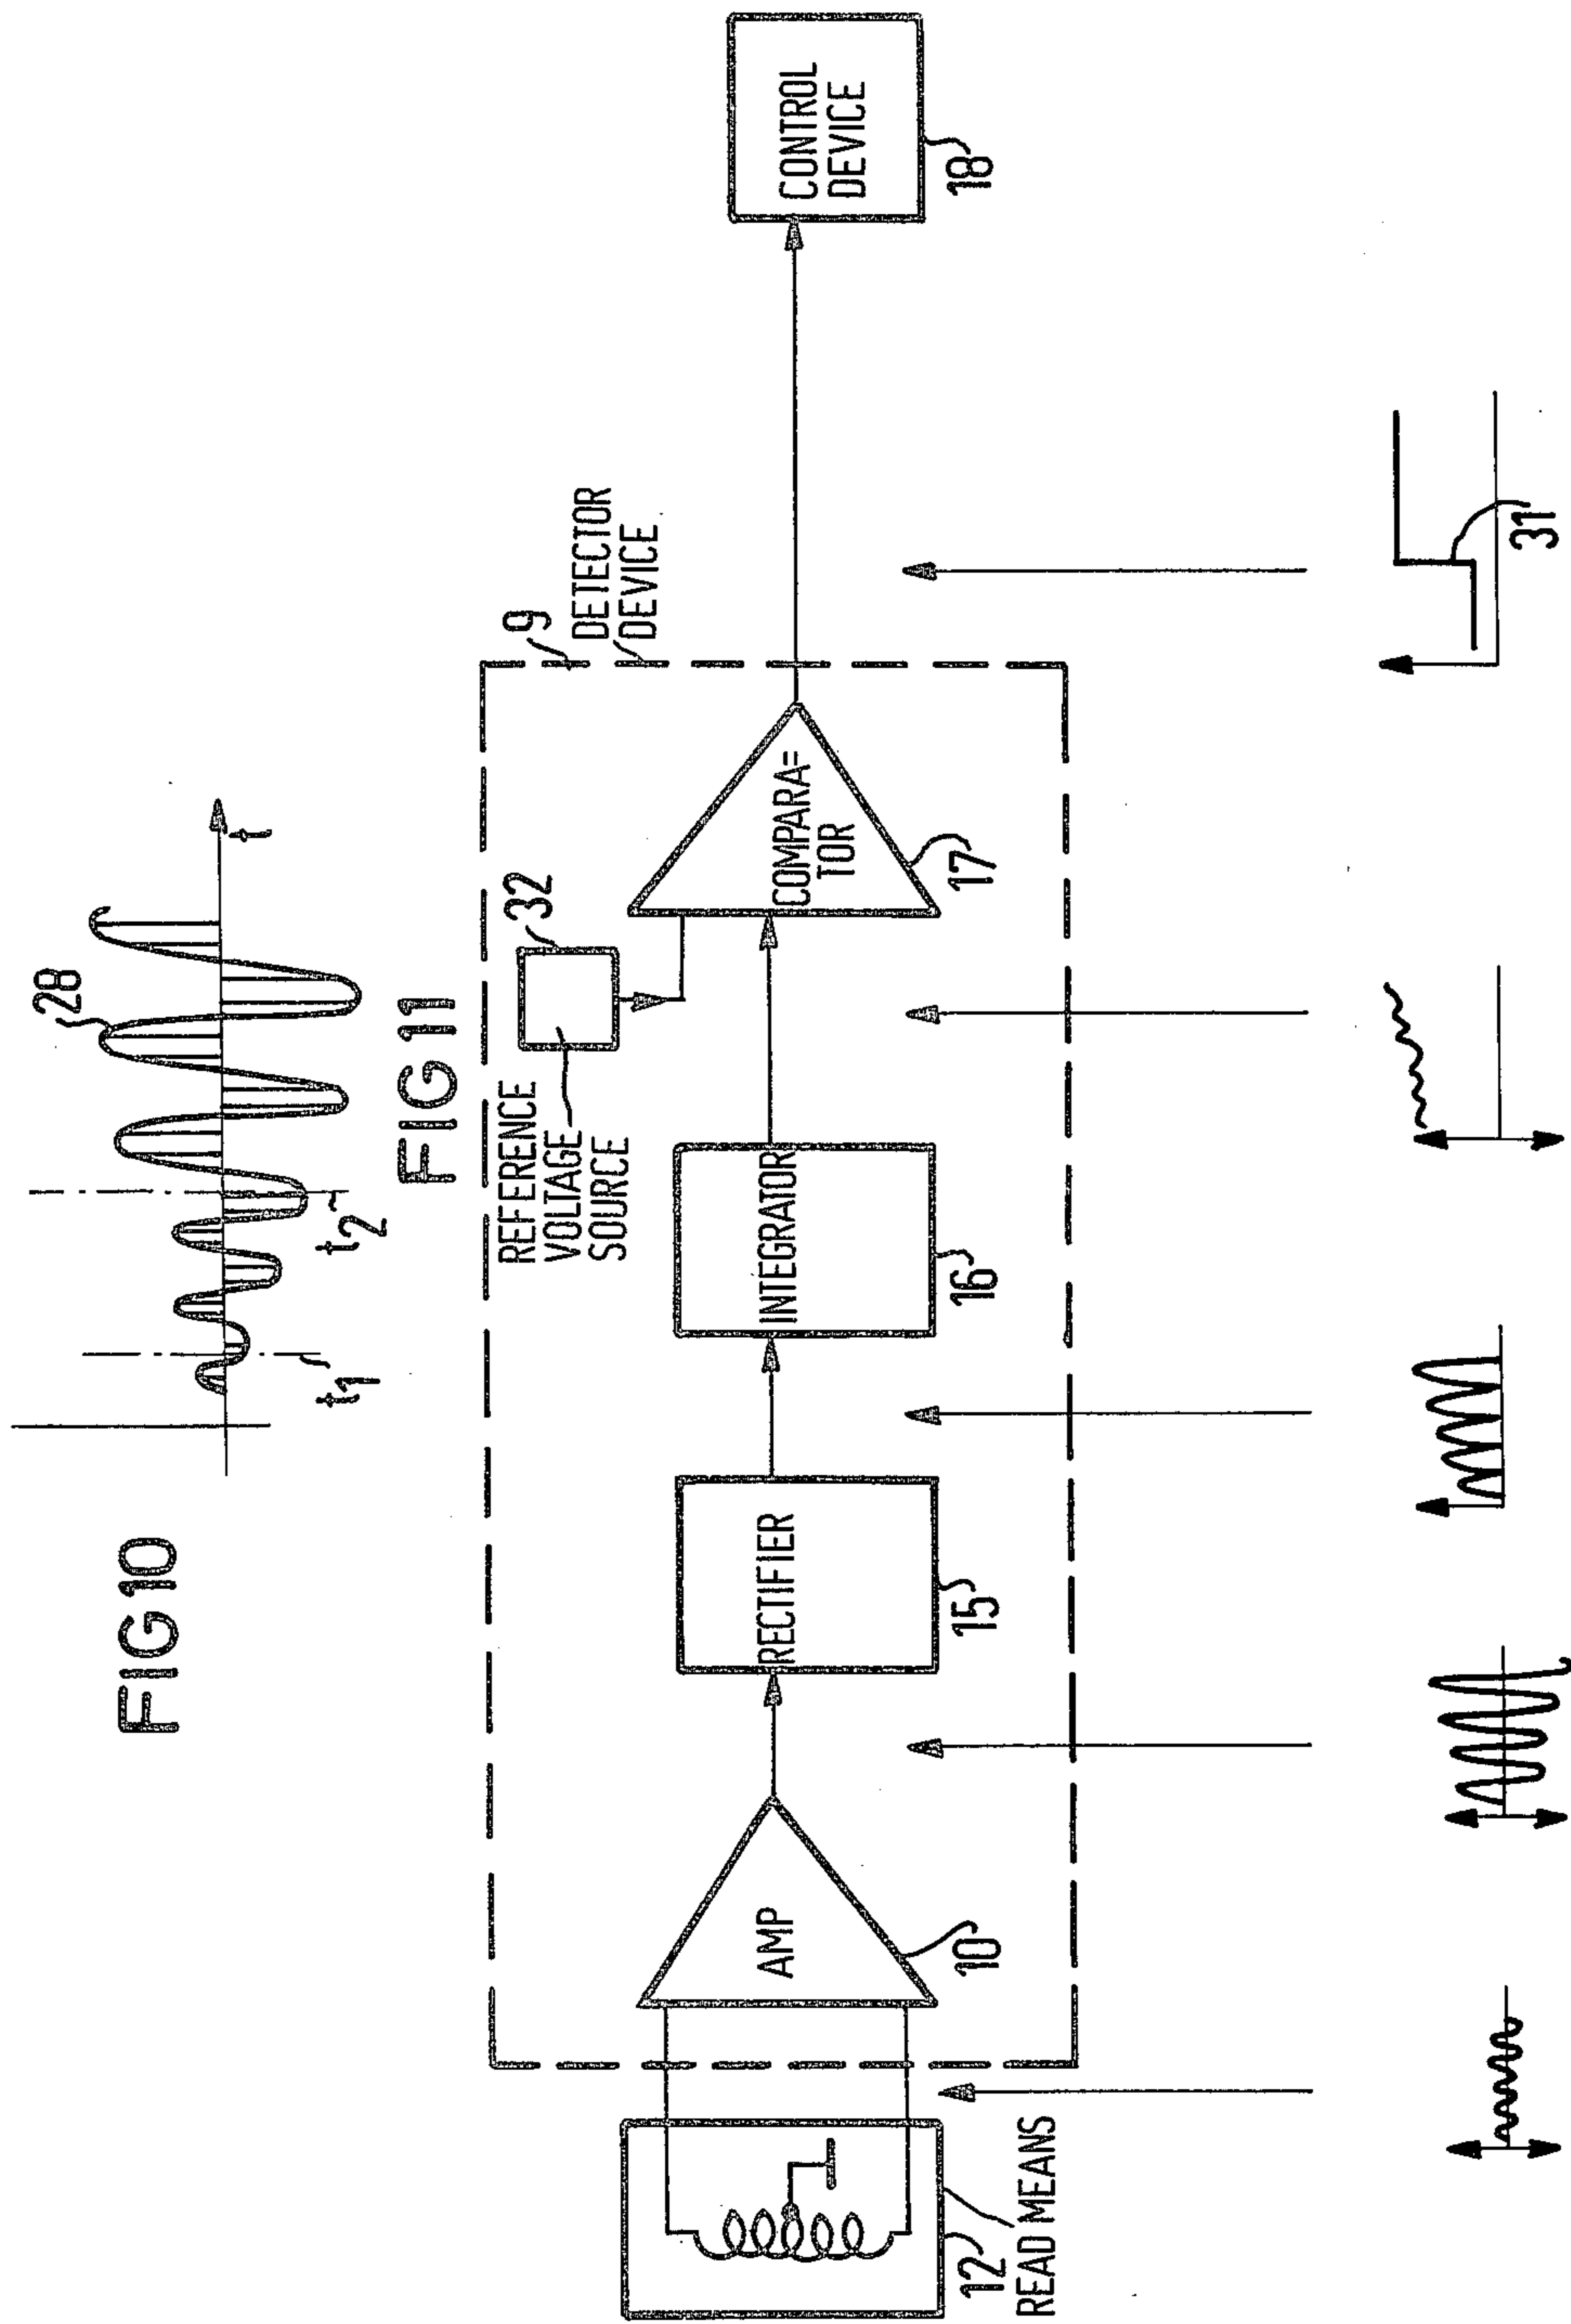 FIG 10
28
t
t1
t2
FIG 11
9
DETECTOR
DEVICE
32
REFERENCE
VOLTAGE
SOURCE
12
READ MEANS
AMP
10
RECTIFIER
15
INTEGRATOR
16
COMPARA=
TOR
17
CONTROL
DEVICE
18
31